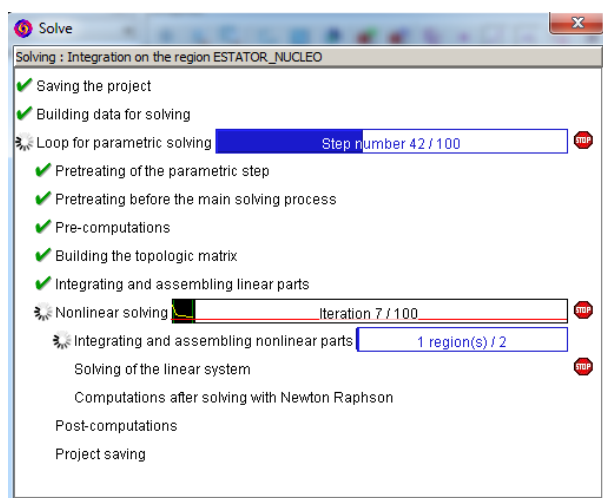 Solve
Solving : Integration on the region ESTATOR_NUCLEO
Saving the project
Building data for solving
Loop for parametric solving Step number 42 / 100 STOP
Pretreating of the parametric step
Pretreating before the main solving process
Pre-computations
Building the topologic matrix
Integrating and assembling linear parts
Nonlinear solving Iteration 7 / 100 STOP
Integrating and assembling nonlinear parts 1 region(s) / 2
Solving of the linear system STOP
Computations after solving with Newton Raphson
Post-computations
Project saving